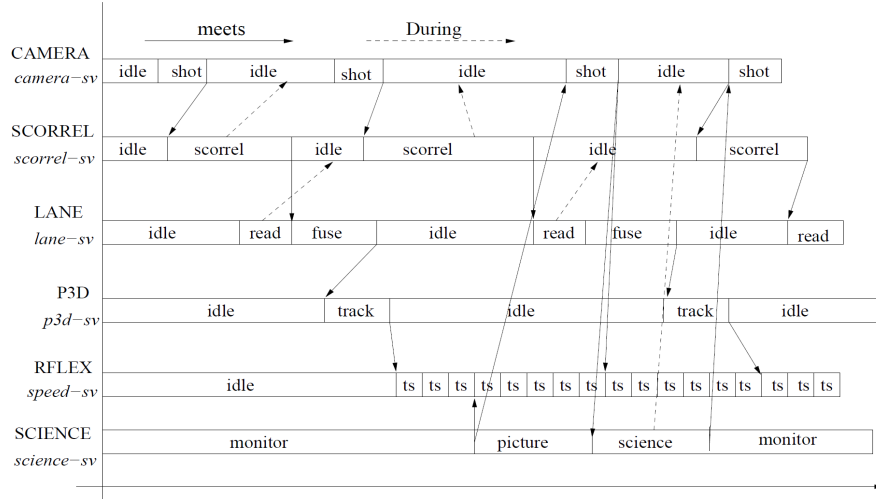 meets During
CAMERA
camera-sv
idle shot idle shot idle shot idle shot
SCORREL
scorrel-sv
idle scorrel idle scorrel idle scorrel
LANE
lane-sv
idle read fuse idle read fuse idle read
P3D
p3d-sv
idle track idle track idle
RFLEX
speed-sv
idle ts ts ts ts ts ts ts ts ts ts ts ts ts ts ts ts ts
SCIENCE
science-sv
monitor picture science monitor